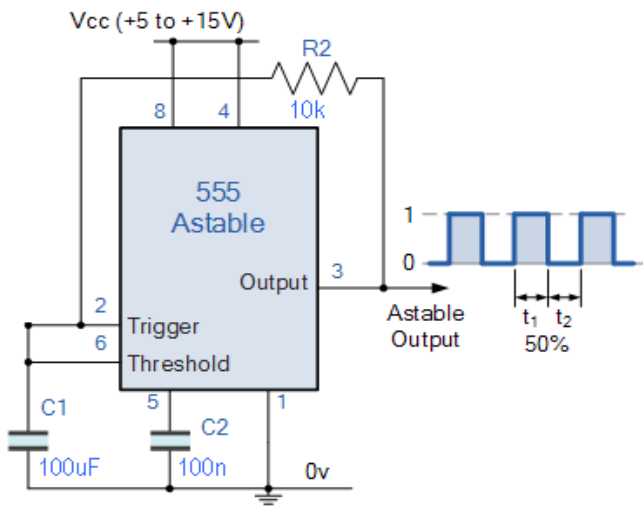 Vcc (+5 to +15V)
R2
10k
8
4
555
Astable
Output
3
1
0
Astable
Output
t₁
t₂
50%
2
Trigger
6
Threshold
5
1
C1
100uF
C2
100n
0v